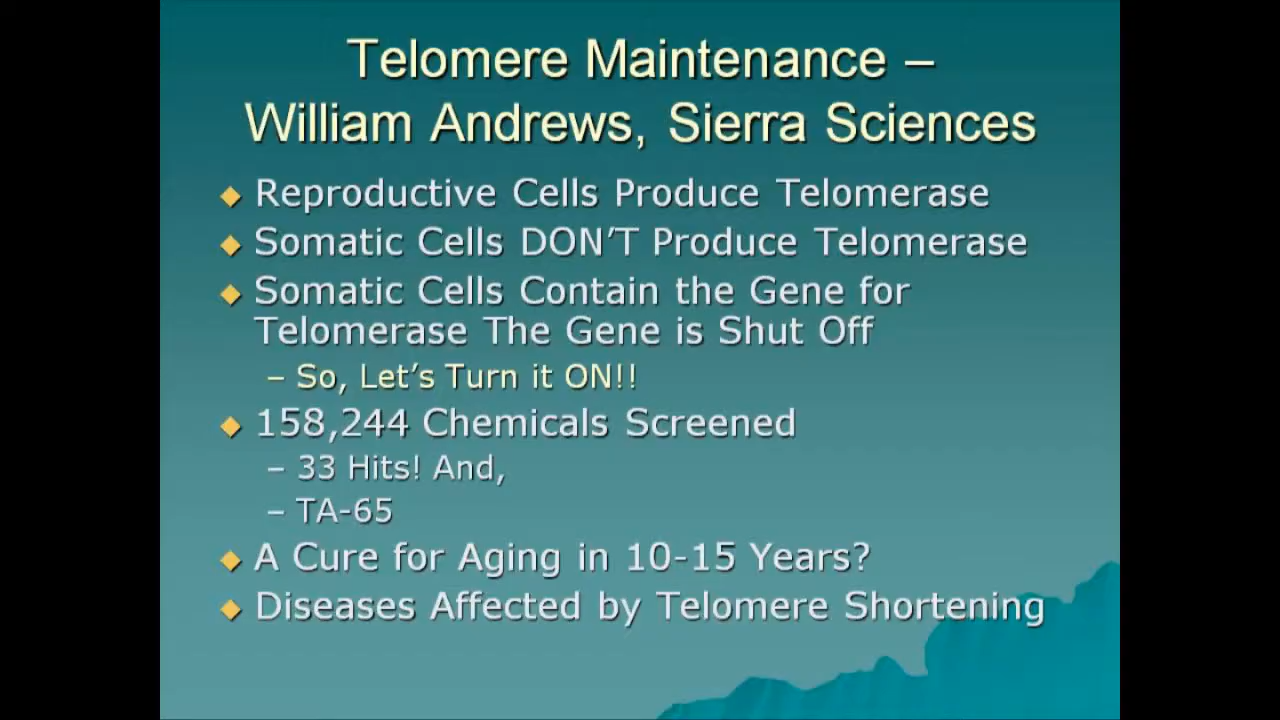 Telomere Maintenance –
William Andrews, Sierra Sciences
Reproductive Cells Produce Telomerase
Somatic Cells DON'T Produce Telomerase
Somatic Cells Contain the Gene for
Telomerase The Gene is Shut Off
– So, Let's Turn it ON!!
158,244 Chemicals Screened
– 33 Hits! And,
– TA-65
A Cure for Aging in 10-15 Years?
Diseases Affected by Telomere Shortening